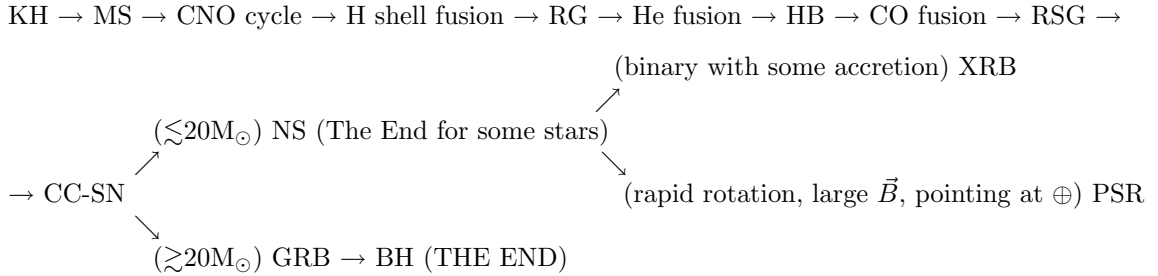 KH → MS → CNO cycle → H shell fusion → RG → He fusion → HB → CO fusion → RSG →
(binary with some accretion) XRB
↗
(≲20M⊙) NS (The End for some stars)
↗ ↘
→ CC-SN (rapid rotation, large B⃗, pointing at ⊕) PSR
↘
(≳20M⊙) GRB → BH (THE END)